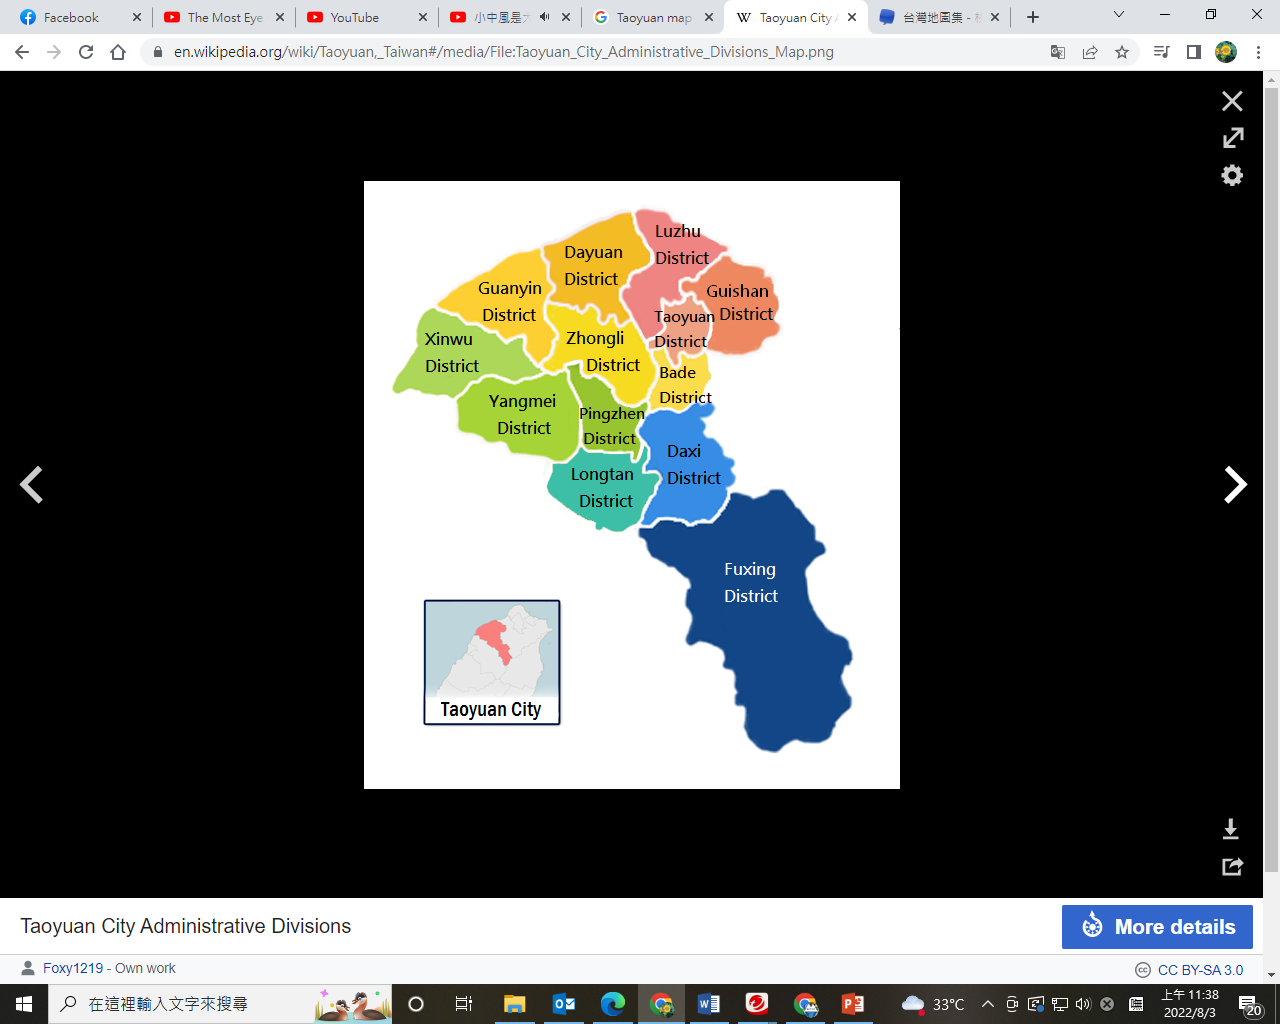 Facebook
The Most Eye
YouTube
小中風是
Taoyuan map
Taoyuan City
台灣地圖集 -
en.wikipedia.org/wiki/Taoyuan,_Taiwan#/media/File:Taoyuan_City_Administrative_Divisions_Map.png
Luzhu
District
Dayuan
District
Guanyin
District
Guishan
District
Taoyuan
District
Xinwu
District
Zhongli
District
Bade
District
Yangmei
District
Pingzhen
District
Daxi
District
Longtan
District
Fuxing
District
Taoyuan City
Taoyuan City Administrative Divisions
More details
Foxy1219 - Own work
cc CC BY-SA 3.0
在這裡輸入文字來搜尋
33°C
上午 11:38
2022/8/3
20